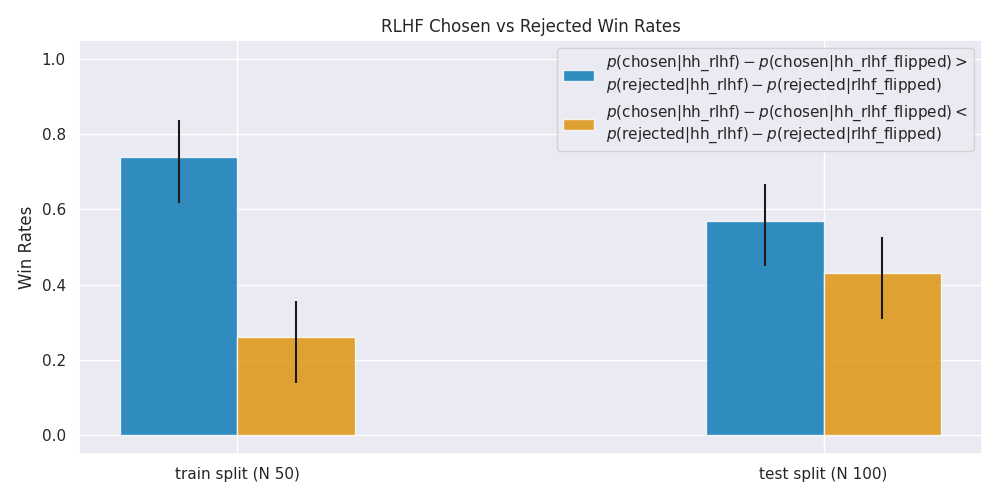 RLHF Chosen vs Rejected Win Rates
p(chosen|hh_rlhf) − p(chosen|hh_rlhf_flipped) >
p(rejected|hh_rlhf) − p(rejected|rlhf_flipped)
p(chosen|hh_rlhf) − p(chosen|hh_rlhf_flipped) <
p(rejected|hh_rlhf) − p(rejected|rlhf_flipped)
Win Rates
1.0
0.8
0.6
0.4
0.2
0.0
train split (N 50)
test split (N 100)